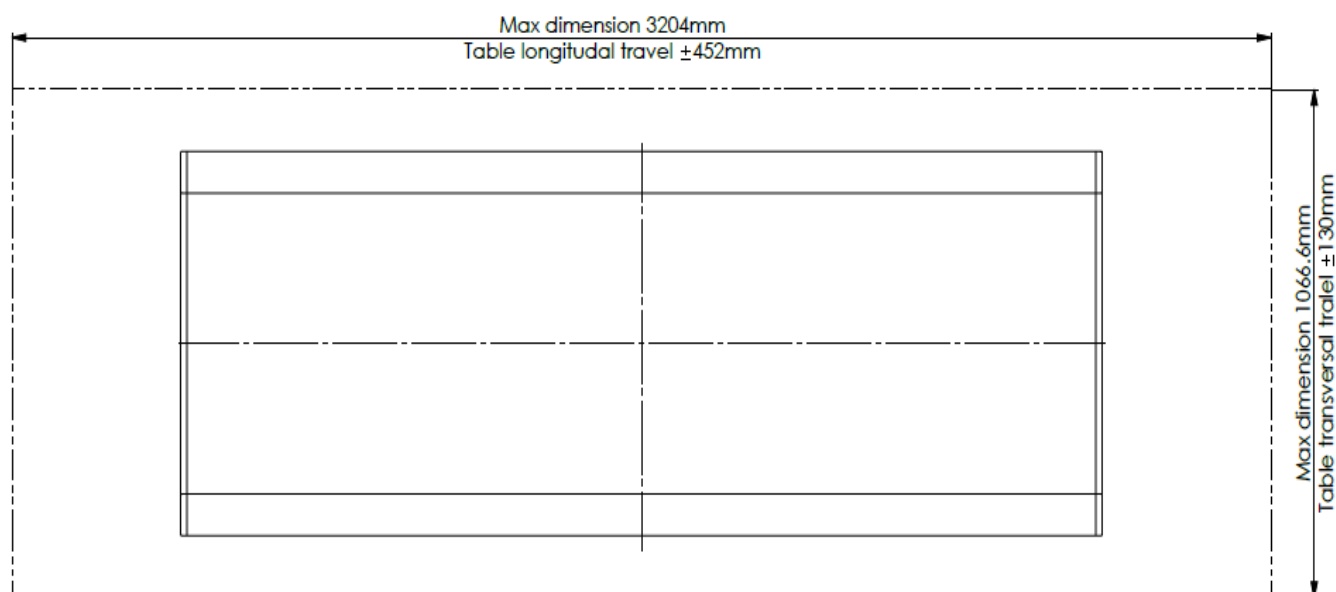 Max dimension 3204mm
Table longitudal travel ±452mm
Max dimension 1066.6mm
Table transversal tralel ±130mm